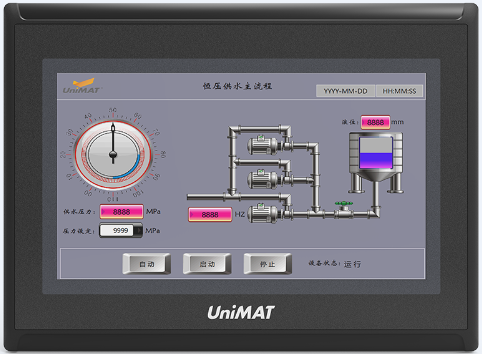 UniMAT
恒压供水主流程
YYYY-MM-DD HH:MM:SS
液位: 8888 mm
50
供水压力: 8888 MPa
8888 HZ
压力设定: 9999 MPa
自动 启动 停止 设备状态: 运行
UniMAT